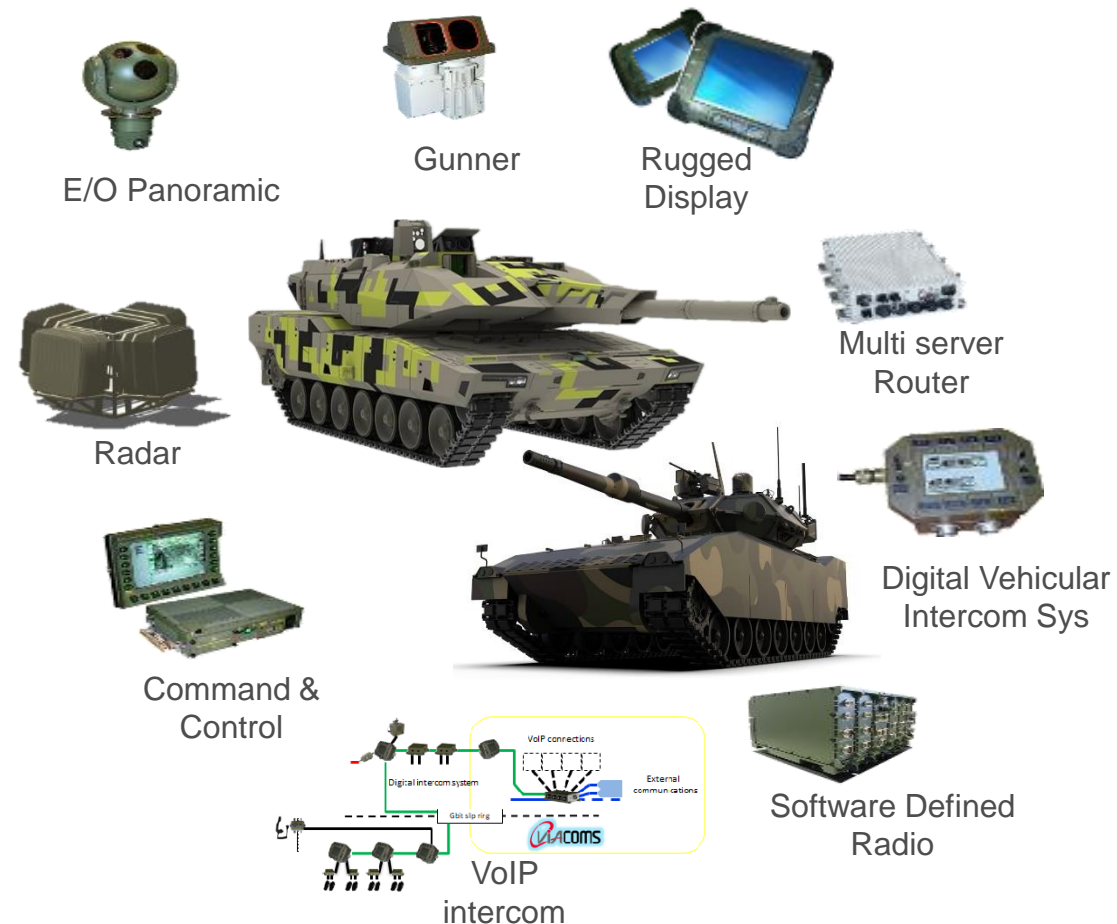 E/O Panoramic
Gunner
Rugged
Display
Multi server
Router
Radar
Digital Vehicular
Intercom Sys
Command &
Control
VoIP connections
Digital intercom system
External
communications
Gbit slip ring
ViACOMS
Software Defined
Radio
VoIP
intercom